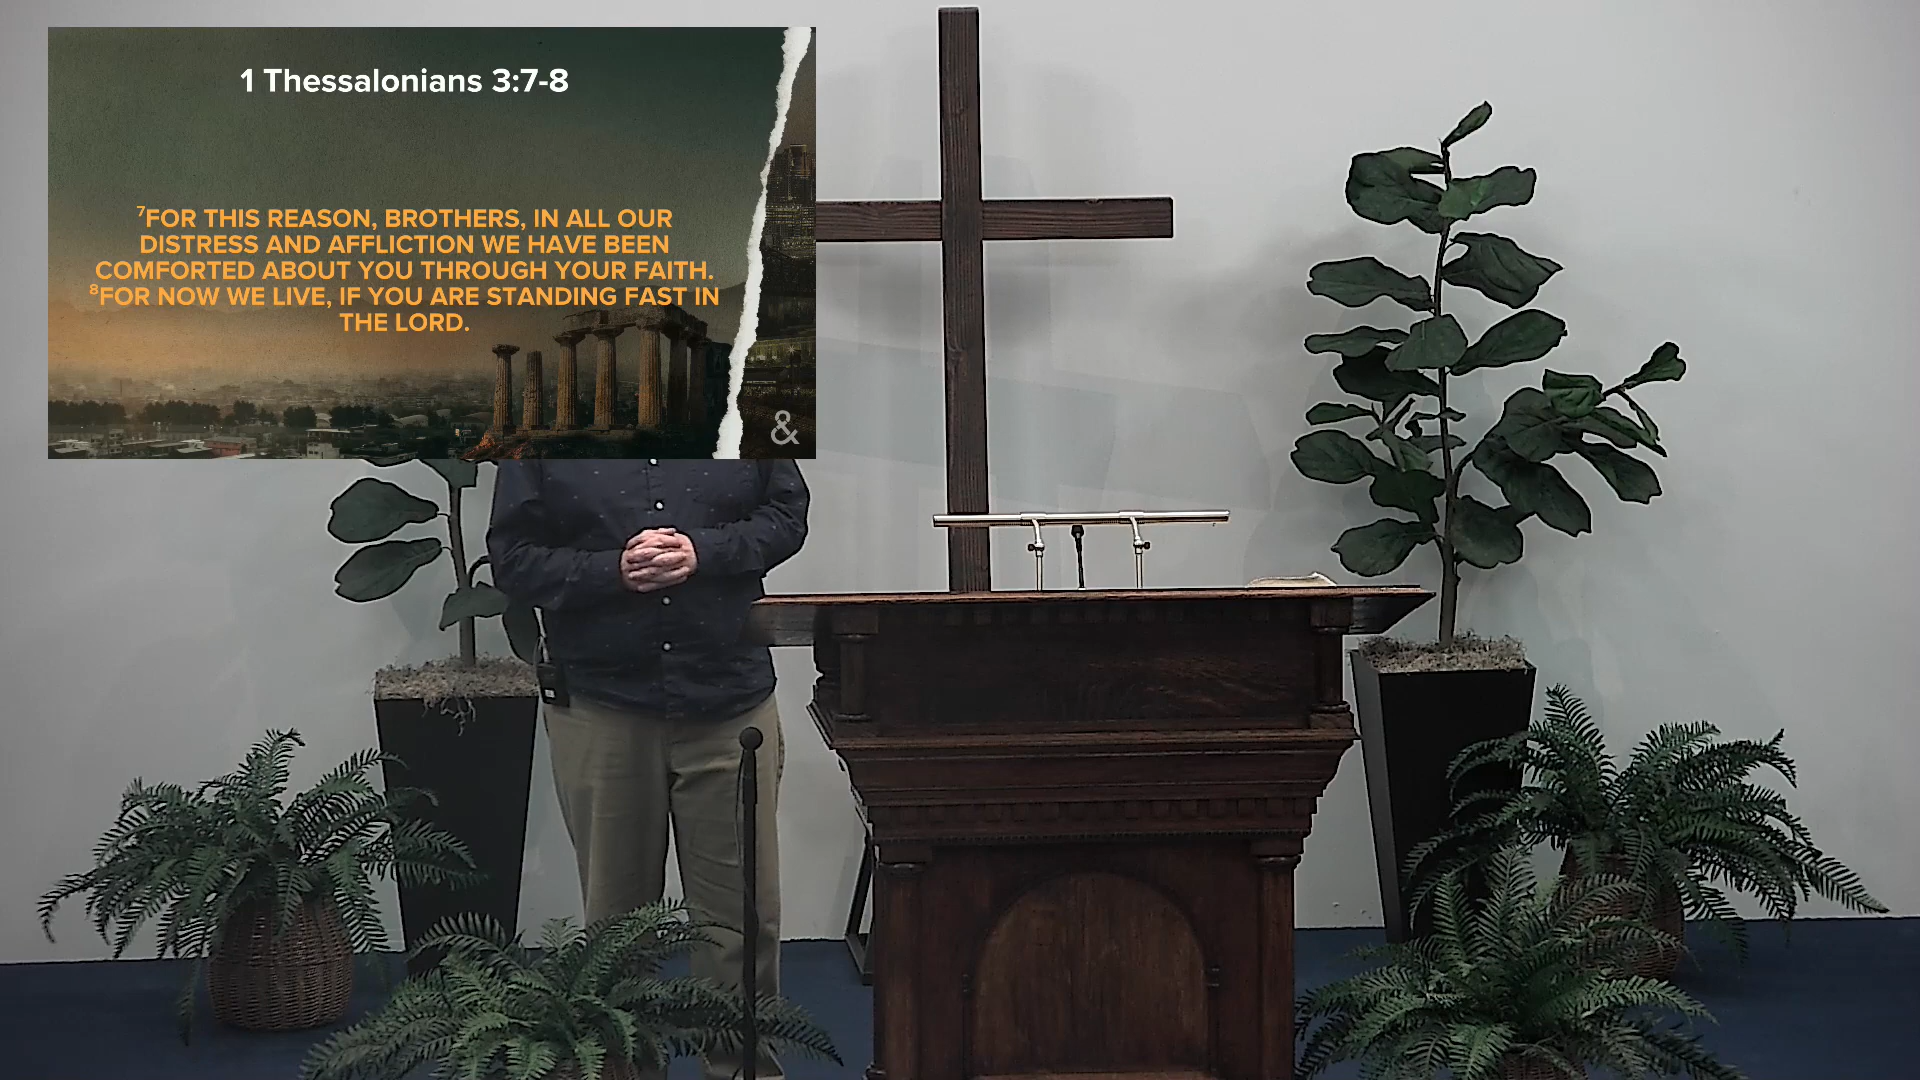 1 Thessalonians 3:7-8
⁷FOR THIS REASON, BROTHERS, IN ALL OUR
DISTRESS AND AFFLICTION WE HAVE BEEN
COMFORTED ABOUT YOU THROUGH YOUR FAITH.
⁸FOR NOW WE LIVE, IF YOU ARE STANDING FAST IN
THE LORD.
&